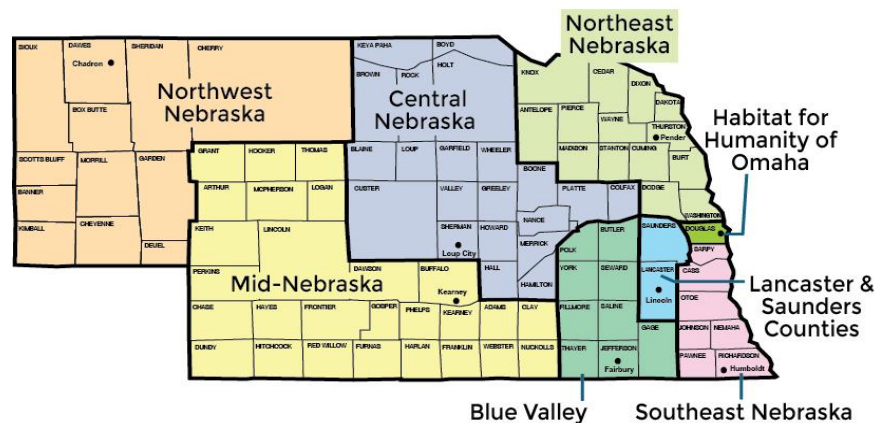 Northeast
Nebraska
Habitat for
Humanity of
Omaha
Northwest
Nebraska
Central
Nebraska
Mid-Nebraska
Lancaster &
Saunders
Counties
Blue Valley
Southeast Nebraska
SIOUX
DAWES
Chadron
SHERIDAN
CHERRY
BOX BUTTE
SCOTTS BLUFF
MORRILL
GARDEN
BANNER
KIMBALL
CHEYENNE
DEUEL
KEYA PAHA
BOYD
BROWN
ROCK
HOLT
BLAINE
LOUP
GARFIELD
WHEELER
CUSTER
VALLEY
GREELEY
BOONE
PLATTE
COLFAX
SHERMAN
Loup City
HOWARD
NANCE
MERRICK
HALL
HAMILTON
KNOX
CEDAR
DIXON
DAKOTA
ANTELOPE
PIERCE
WAYNE
THURSTON
Pender
MADISON
STANTON
CUMING
BURT
DODGE
WASHINGTON
GRANT
HOOKER
THOMAS
ARTHUR
MCPHERSON
LOGAN
KEITH
LINCOLN
PERKINS
DAWSON
BUFFALO
Kearney
CHASE
HAYES
FRONTIER
GOSPER
PHELPS
KEARNEY
ADAMS
CLAY
DUNDY
HITCHCOCK
RED WILLOW
FURNAS
HARLAN
FRANKLIN
WEBSTER
NUCKOLLS
POLK
BUTLER
YORK
SEWARD
FILLMORE
SALINE
THAYER
JEFFERSON
Fairbury
GAGE
SAUNDERS
LANCASTER
Lincoln
DOUGLAS
SARPY
CASS
OTOE
JOHNSON
NEMAHA
PAWNEE
RICHARDSON
Humboldt